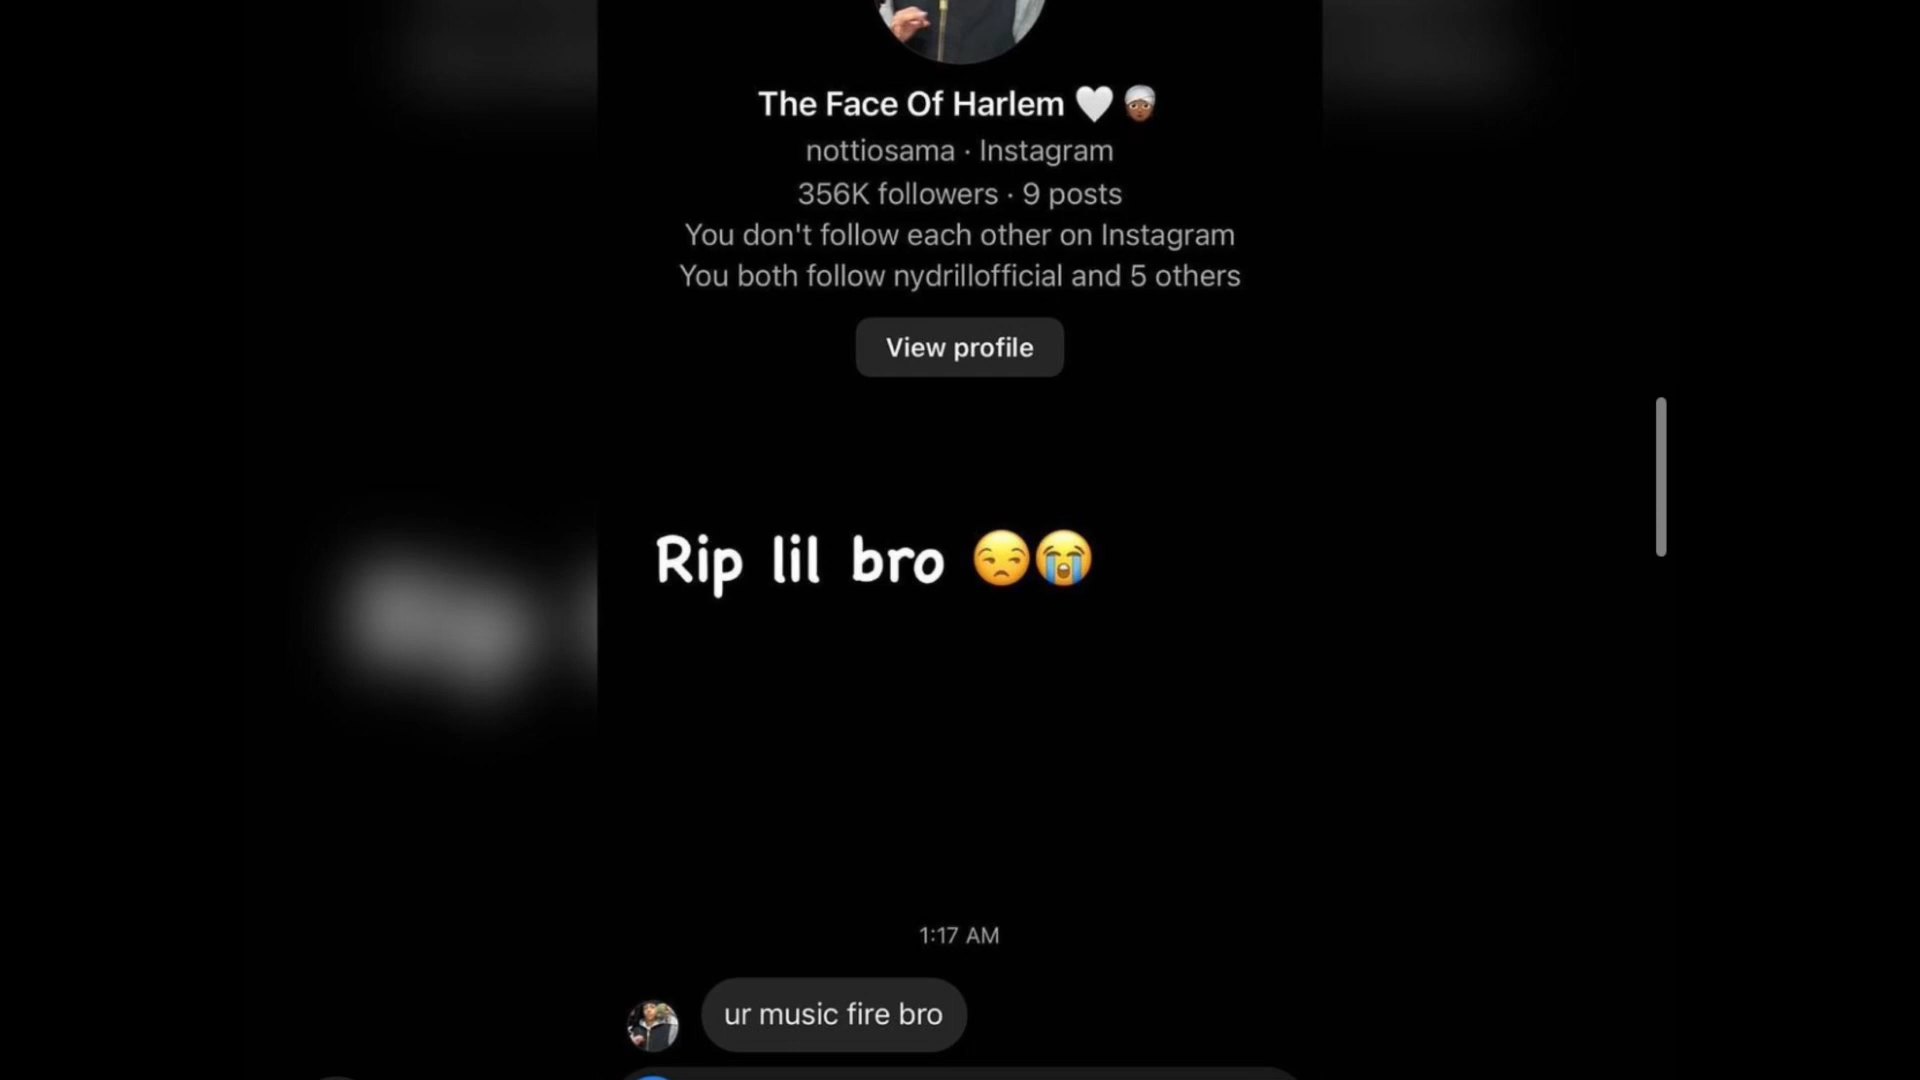 The Face Of Harlem 🤍 👳🏾
nottiosama · Instagram
356K followers · 9 posts
You don't follow each other on Instagram
You both follow nydrillofficial and 5 others
View profile
Rip lil bro 😒😭
1:17 AM
ur music fire bro